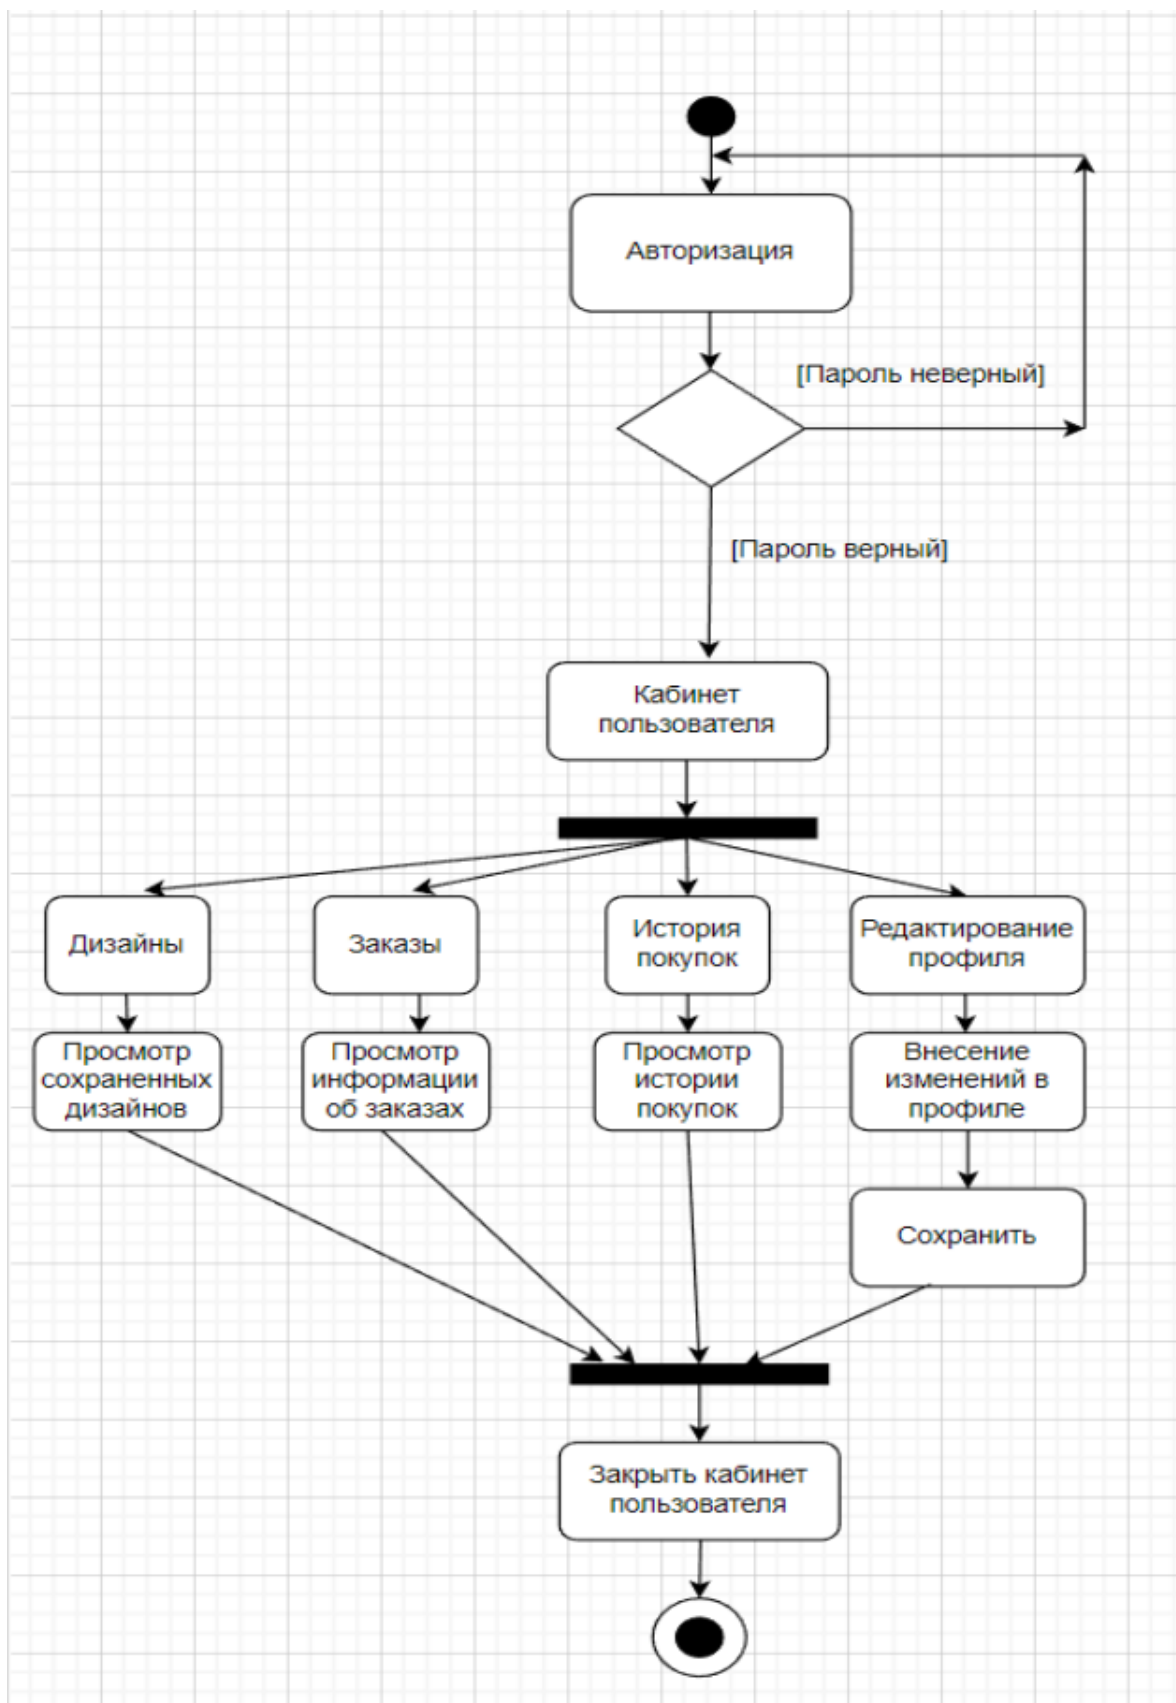 Авторизация
[Пароль неверный]
[Пароль верный]
Кабинет
пользователя
Дизайны
Заказы
История
покупок
Редактирование
профиля
Просмотр
сохраненных
дизайнов
Просмотр
информации
об заказах
Просмотр
истории
покупок
Внесение
изменений в
профиле
Сохранить
Закрыть кабинет
пользователя